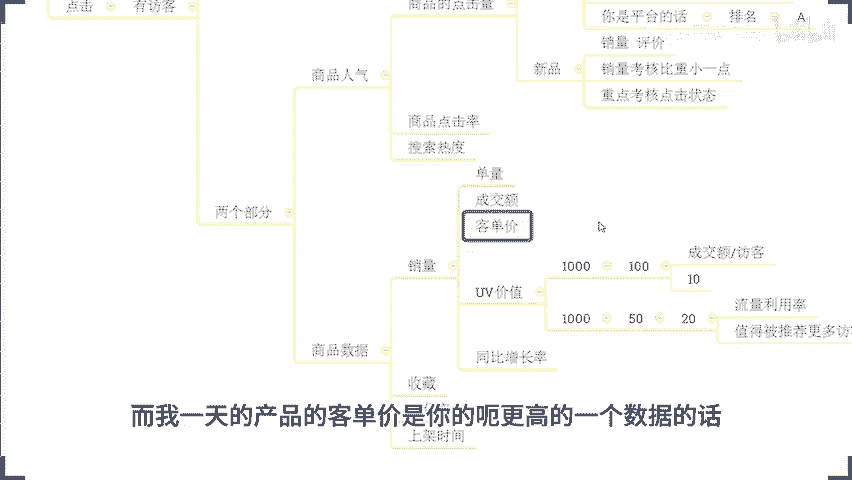 商品的点击量
点击
有访客
你是平台的话
排名
A
bilibili
销量 评价
新品
销量考核比重小一点
重点考核点击状态
商品人气
商品点击率
搜索热度
单量
成交额
客单价
两个部分
销量
UV价值
1000
100
成交额/访客
10
1000
50
20
流量利用率
值得被推荐更多访
同比增长率
商品数据
收藏
而我一天的产品的客单价是你的呃更高的一个数据的话
上架时间